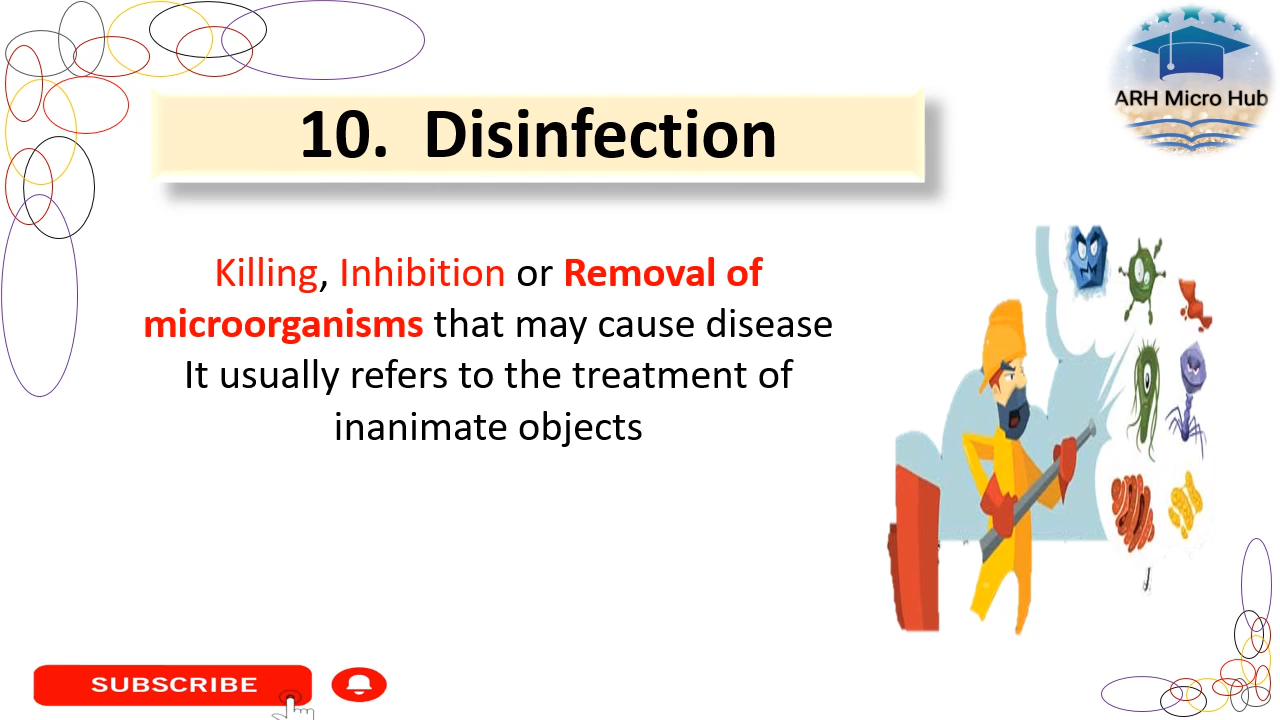 ARH Micro Hub
10. Disinfection
Killing, Inhibition or Removal of
microorganisms that may cause disease
It usually refers to the treatment of
inanimate objects
SUBSCRIBE